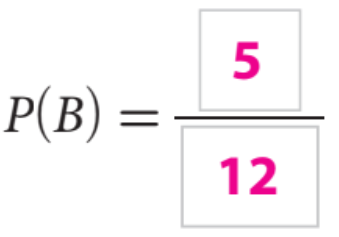 P(B) = 5/12